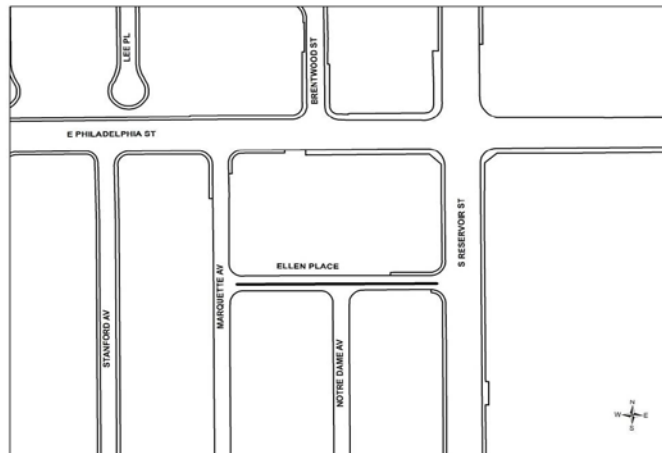 LEE PL
BRENTWOOD ST
E PHILADELPHIA ST
S RESERVOIR ST
ELLEN PLACE
MARQUETTE AV
STANFORD AV
NOTRE DAME AV
N
W E
S